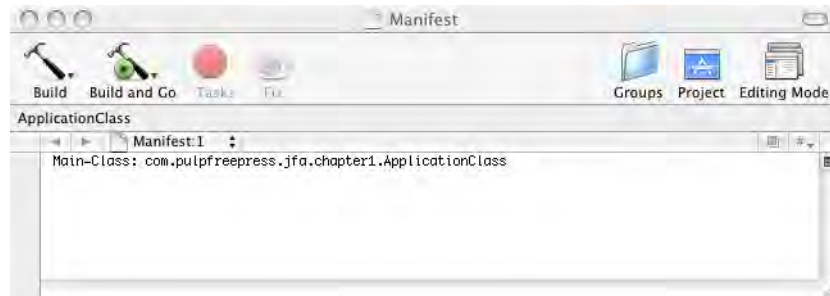 Manifest
Build Build and Go Tasks Fix Groups Project Editing Mode
ApplicationClass
Manifest:1 #
Main-Class: com.pulpfreepress.jfa.chapter1.ApplicationClass